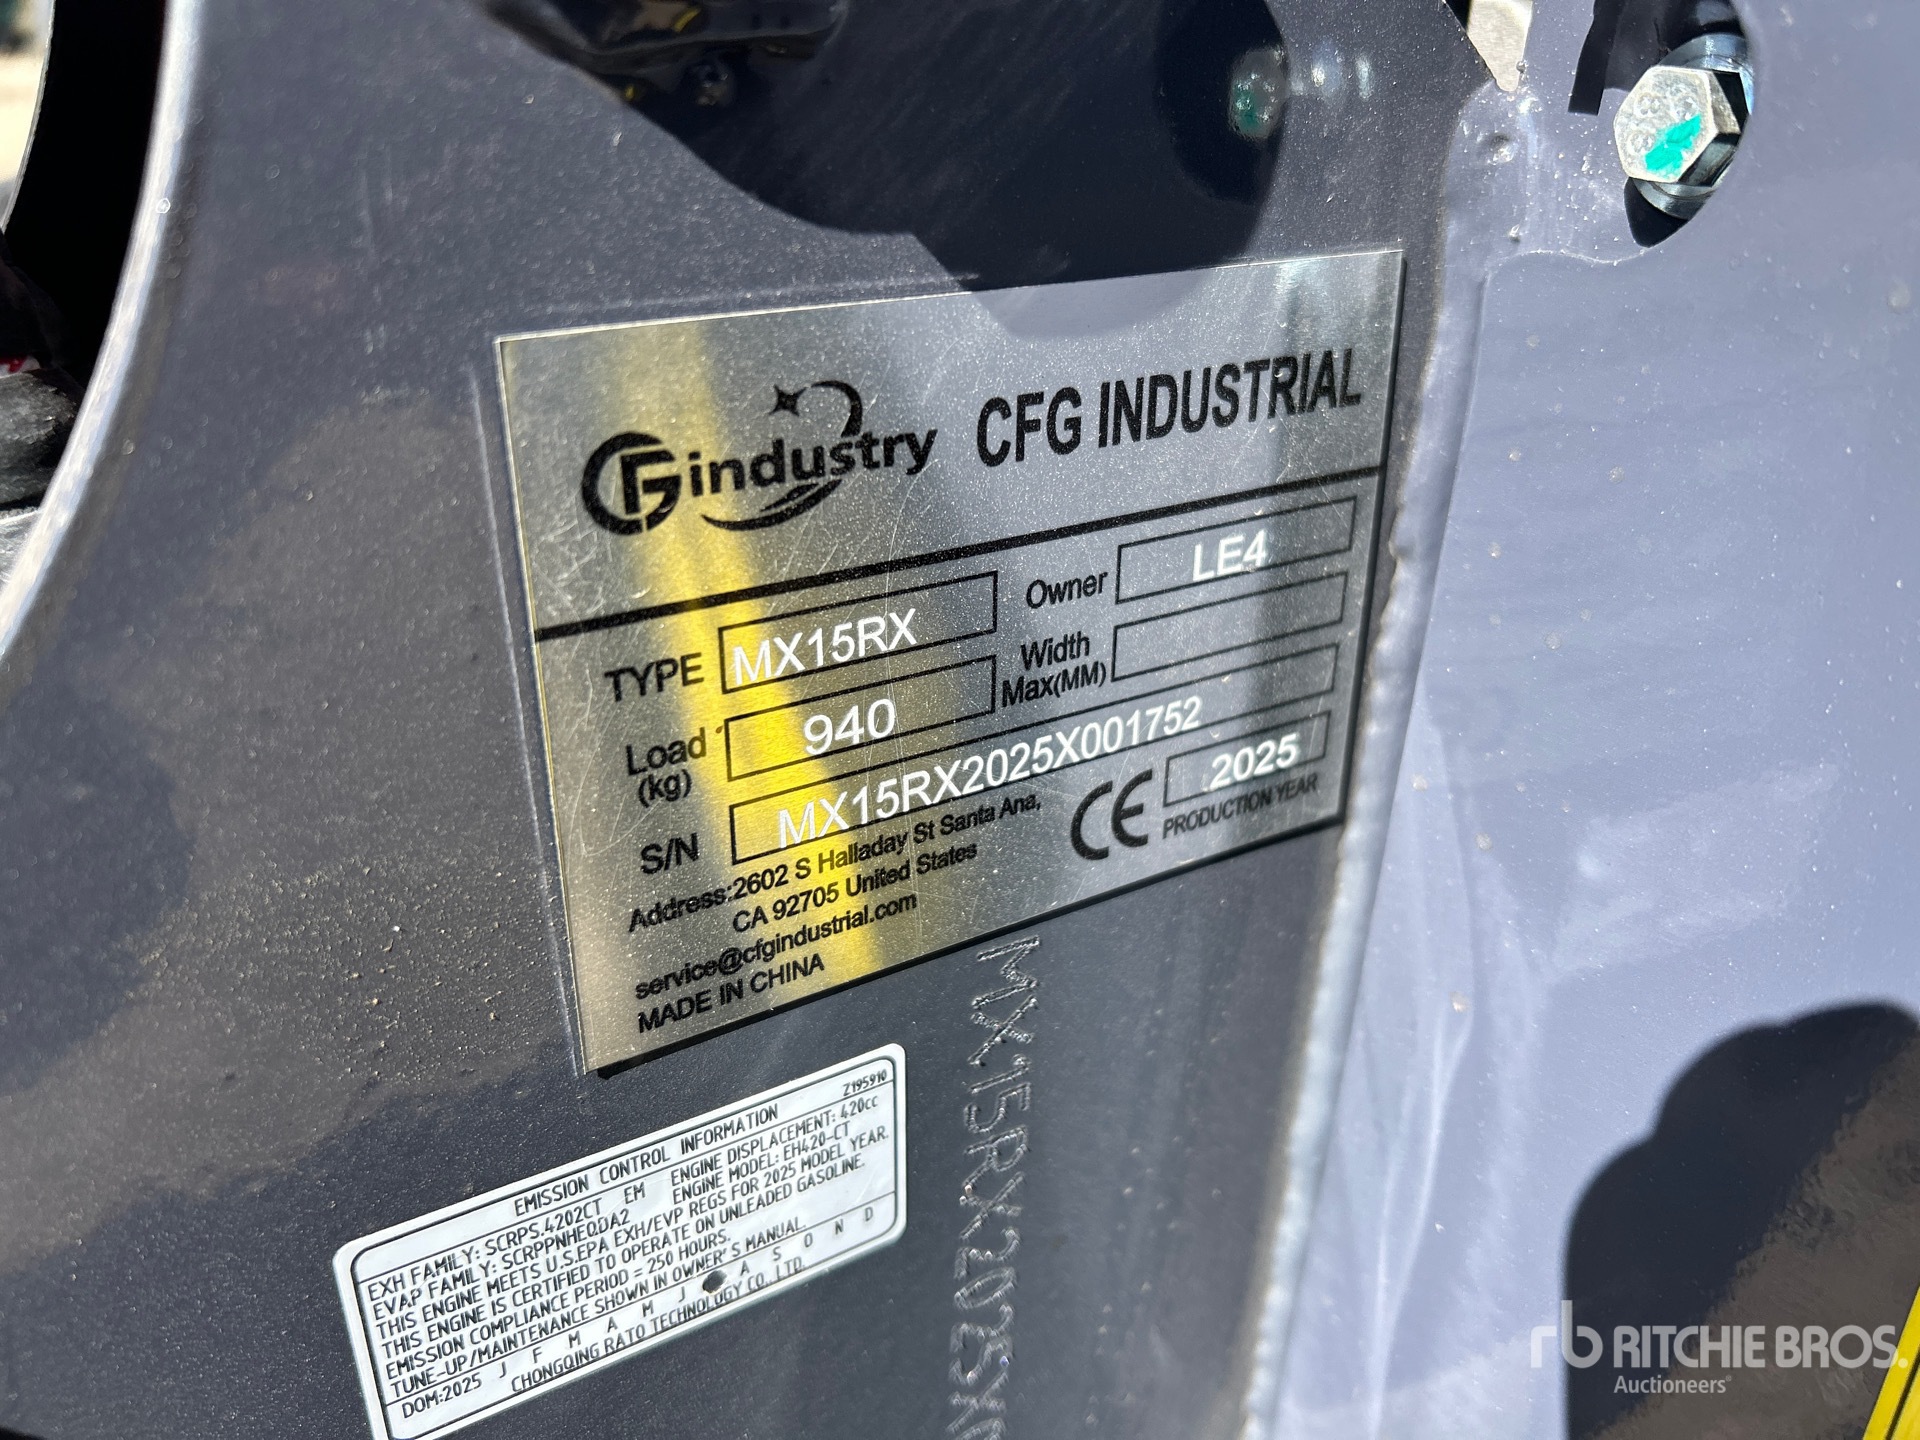 CFG industry
CFG INDUSTRIAL
TYPE MX15RX Owner LE4
Load (kg) 940 Width Max(MM)
S/N MX15RX2025X001752
Address:2602 S Halladay St Santa Ana,
CA 92705 United States
service@cfgindustrial.com
MADE IN CHINA
CE 2025
PRODUCTION YEAR
EMISSION CONTROL INFORMATION Z195910
EXH FAMILY: SCRPS.4202CT EM ENGINE DISPLACEMENT: 420cc
EVAP FAMILY: SCRPPNHEQDA2 ENGINE MODEL: EH420-CT
THIS ENGINE MEETS U.S.EPA EXH/EVP REGS FOR 2025 MODEL YEAR.
THIS ENGINE IS CERTIFIED TO OPERATE ON UNLEADED GASOLINE.
EMISSION COMPLIANCE PERIOD = 250 HOURS.
TUNE-UP/MAINTENANCE SHOWN IN OWNER'S MANUAL.
DOM:2025 J F M A M J A S O N D
CHONGQING RATO TECHNOLOGY CO., LTD.
MX15RX2025X
RITCHIE BROS.
Auctioneers